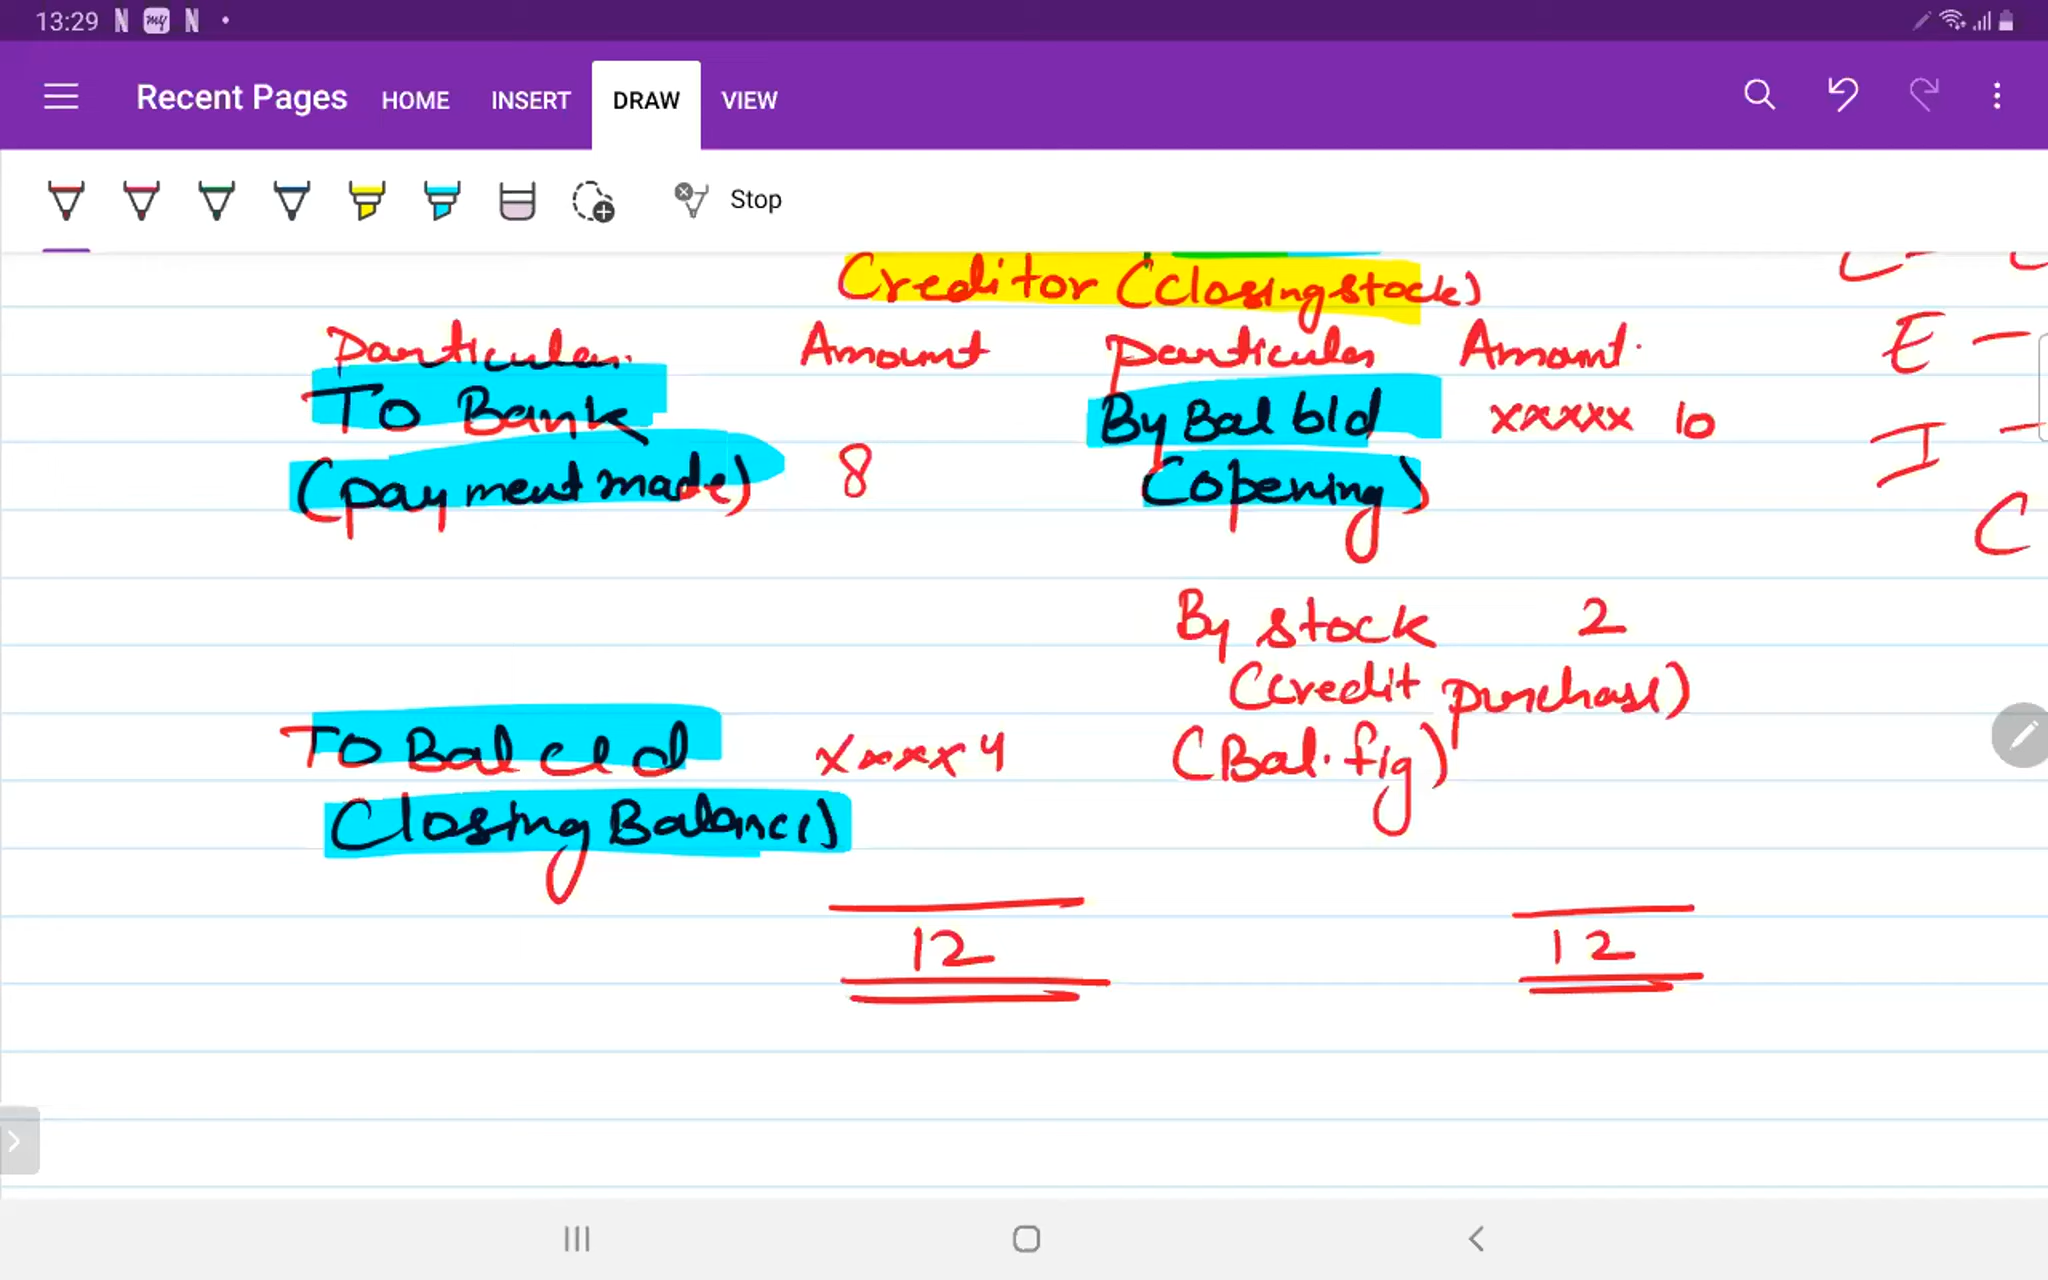 13:29
Recent Pages HOME INSERT DRAW VIEW
Stop
Creditor (closing stock)
Particular. Amount Particular Amount.
To Bank By Bal b/d xxxxx 10
(payment made) 8 (opening)
E -
I -
C
By stock 2
(credit purchase)
To Bal c/d xxxx 4 (Bal. fig)
(Closing Balance)
12 12